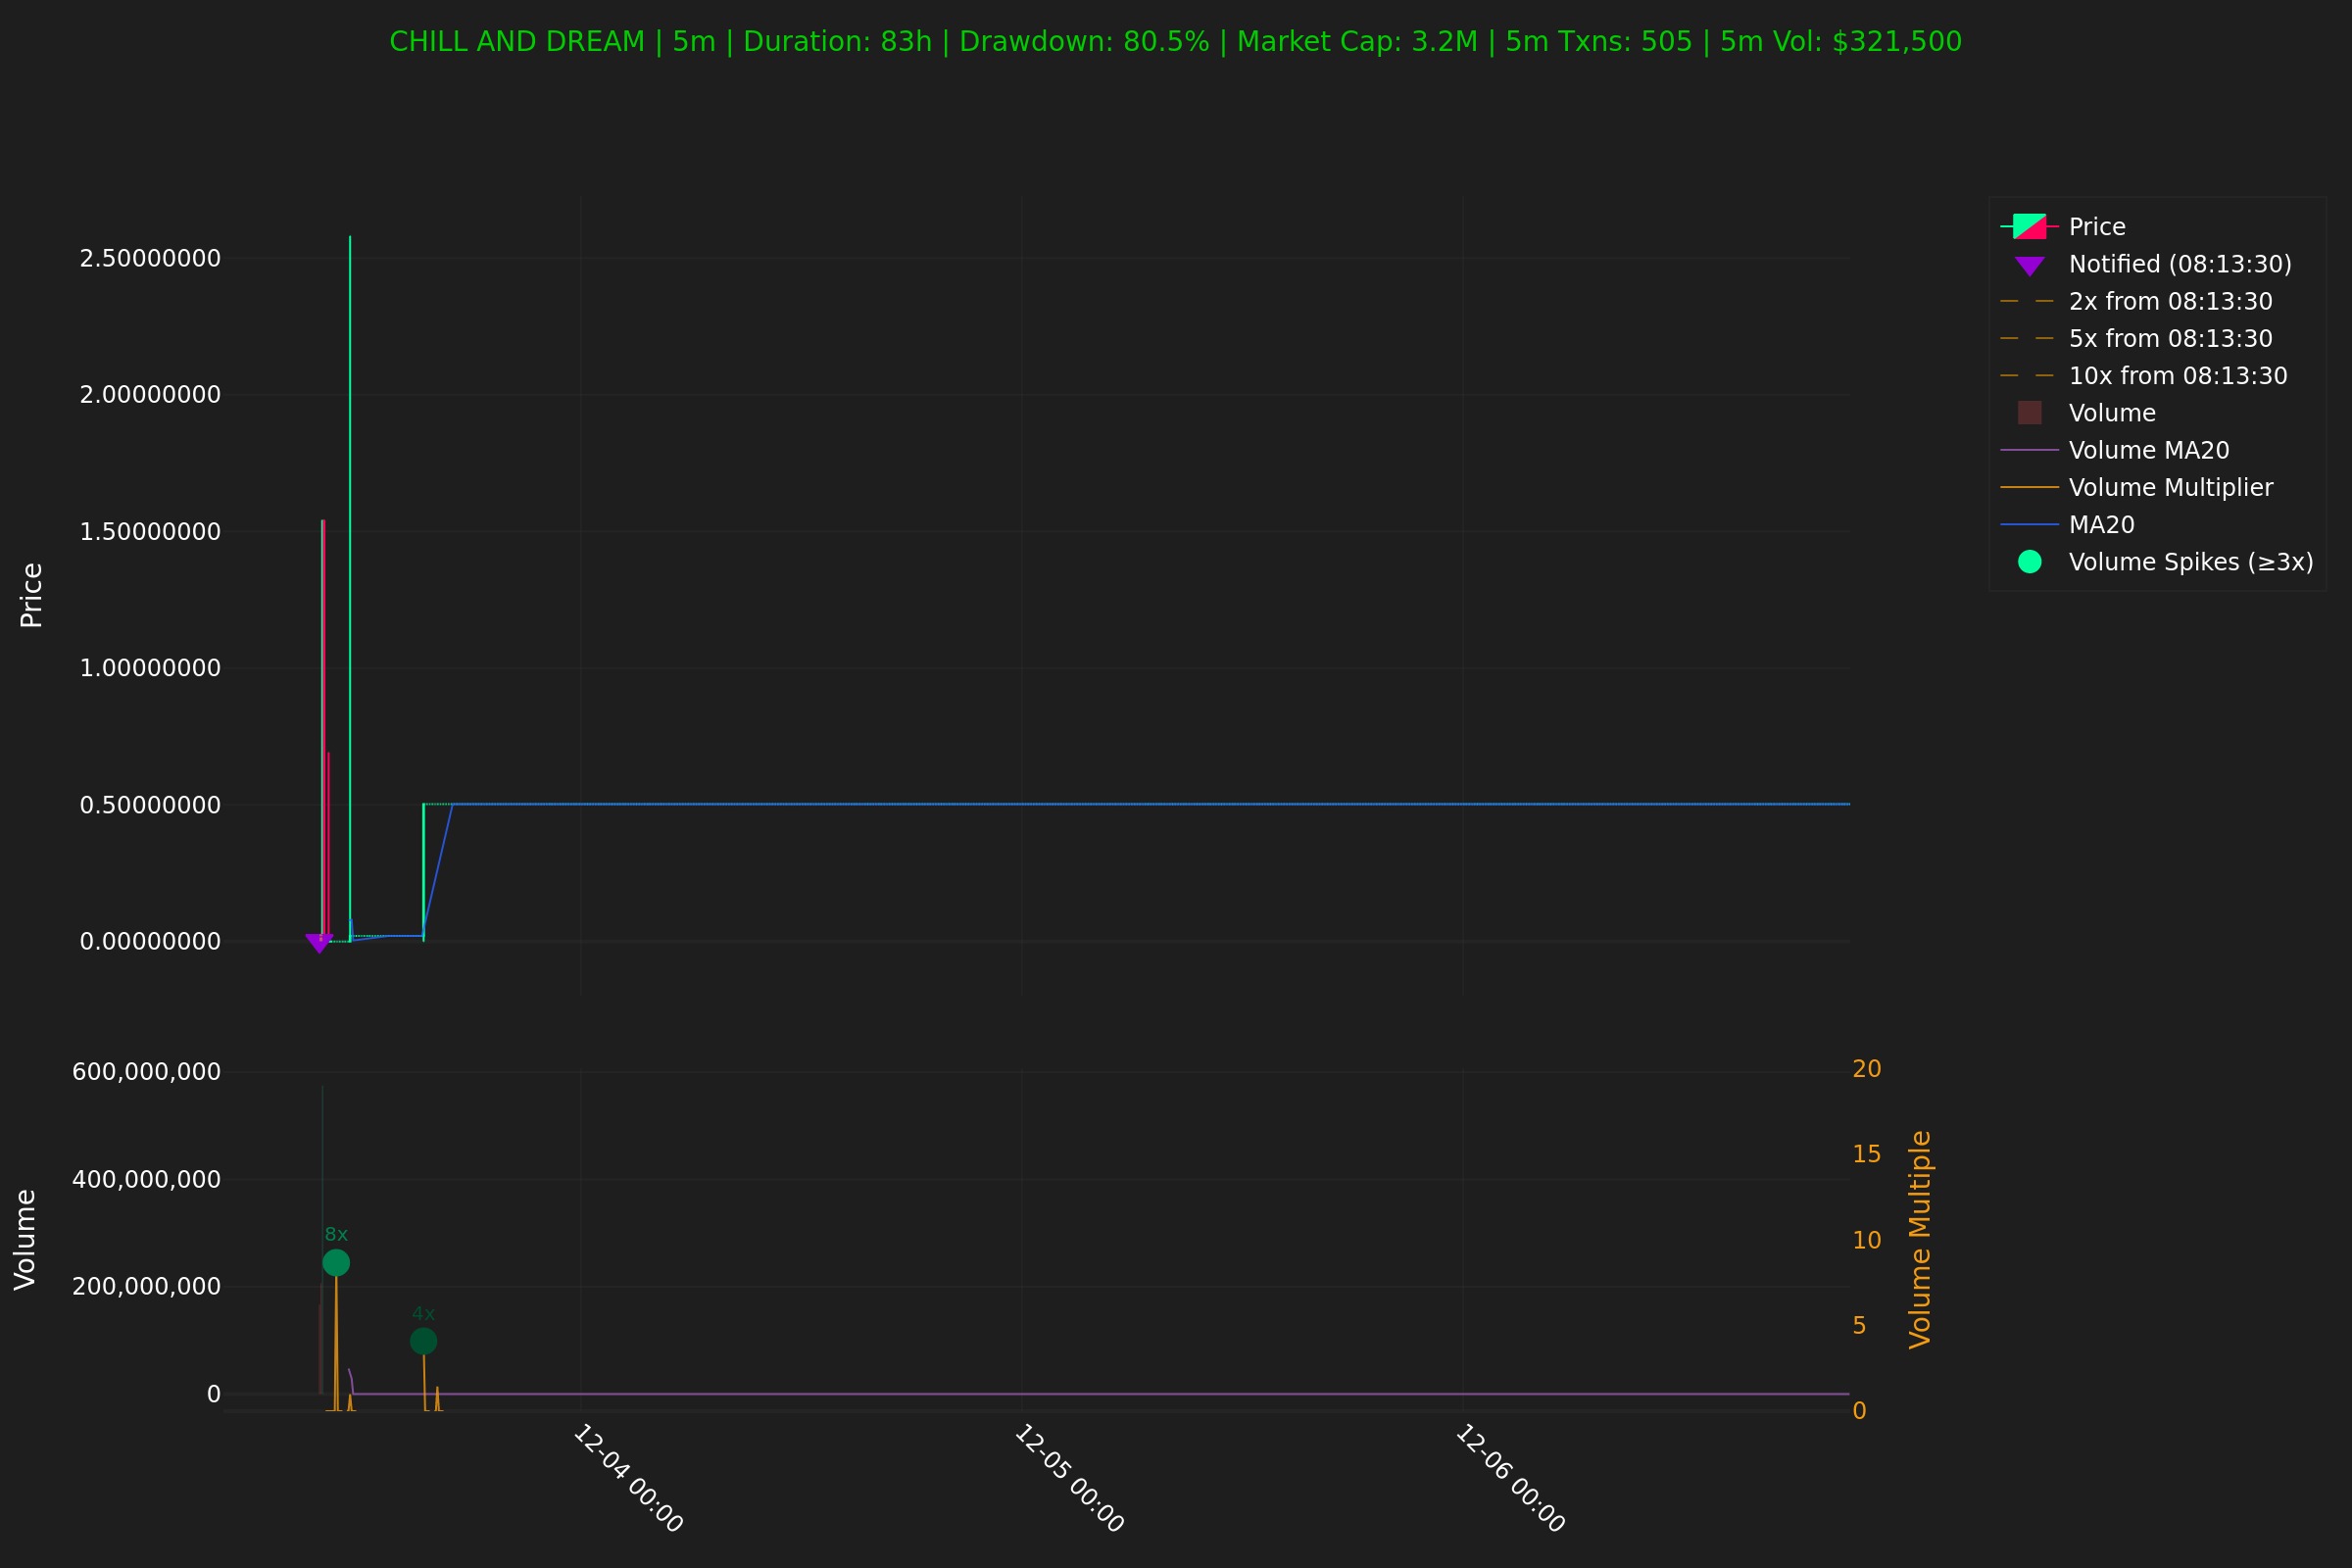 CHILL AND DREAM | 5m | Duration: 83h | Drawdown: 80.5% | Market Cap: 3.2M | 5m Txns: 505 | 5m Vol: $321,500
Price
2.50000000
2.00000000
1.50000000
1.00000000
0.50000000
0.00000000
Price
Notified (08:13:30)
2x from 08:13:30
5x from 08:13:30
10x from 08:13:30
Volume
Volume MA20
Volume Multiplier
MA20
Volume Spikes (≥3x)
Volume
600,000,000
400,000,000
200,000,000
0
8x
4x
20
15
10
5
0
Volume Multiple
12-04 00:00
12-05 00:00
12-06 00:00